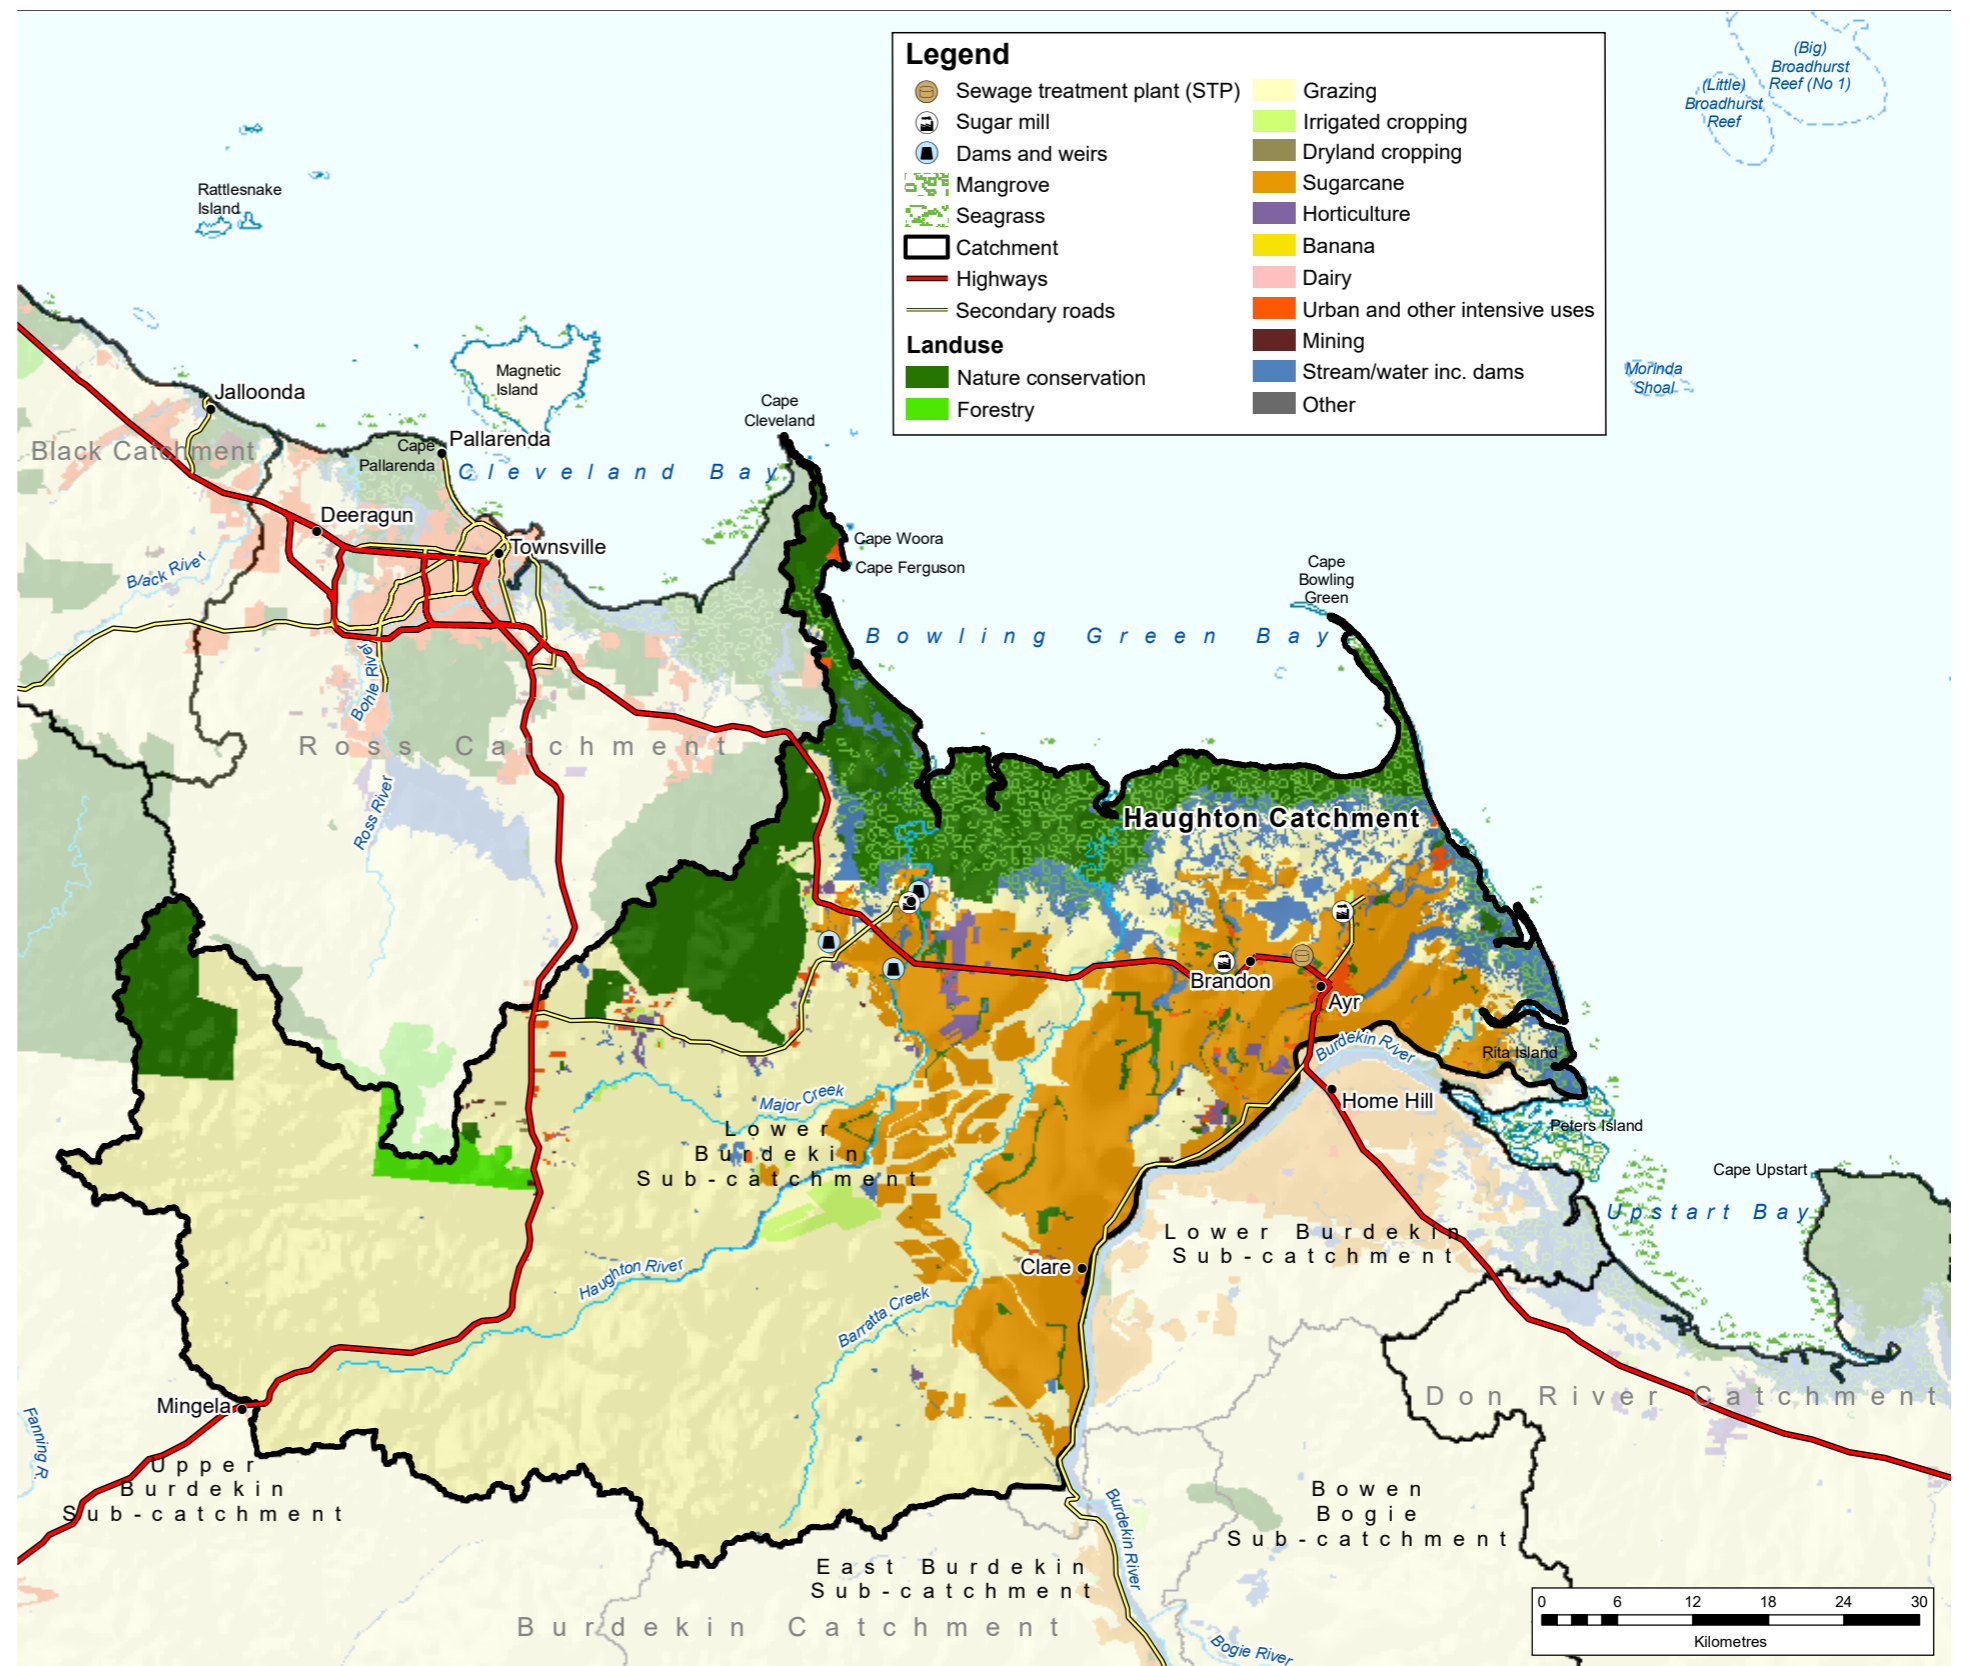 Legend
Sewage treatment plant (STP)
Sugar mill
Dams and weirs
Mangrove
Seagrass
Catchment
Highways
Secondary roads
Landuse
Nature conservation
Forestry
Grazing
Irrigated cropping
Dryland cropping
Sugarcane
Horticulture
Banana
Dairy
Urban and other intensive uses
Mining
Stream/water inc. dams
Other
(Big)
Broadhurst
Reef (No 1)
(Little)
Broadhurst
Reef
Rattlesnake
Island
Magnetic
Island
Morinda
Shoal
Jalloonda
Cape
Cleveland
Black Catchment
Cape
Pallarenda
Pallarenda
Cleveland Bay
Deeragun
Townsville
Cape Woora
Cape Ferguson
Black River
Cape
Bowling
Green
Bowling Green Bay
Bohle River
Ross Catchment
Ross River
Haughton Catchment
Brandon
Ayr
Burdekin River
Rita Island
Home Hill
Peters Island
Major Creek
Lower
Burdekin
Sub-catchment
Cape Upstart
Upstart Bay
Lower Burdekin
Sub-catchment
Clare
Haughton River
Barratta Creek
Mingela
Don River Catchment
Fanning R.
Upper
Burdekin
Sub-catchment
Bowen
Bogie
Sub-catchment
Burdekin River
East Burdekin
Sub-catchment
Burdekin Catchment
Bogie River
0 6 12 18 24 30
Kilometres